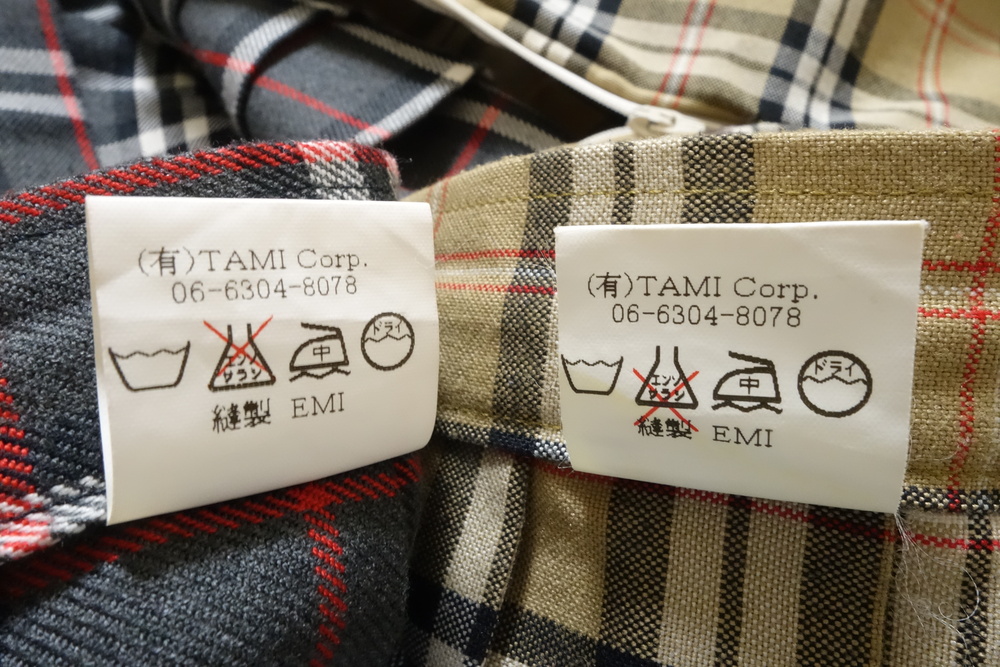 (有)TAMI Corp.
06-6304-8078
エンソ
サラシ
ドライ
中
縫製 EMI
(有)TAMI Corp.
06-6304-8078
エンソ
サラシ
中
ドライ
縫製 EMI